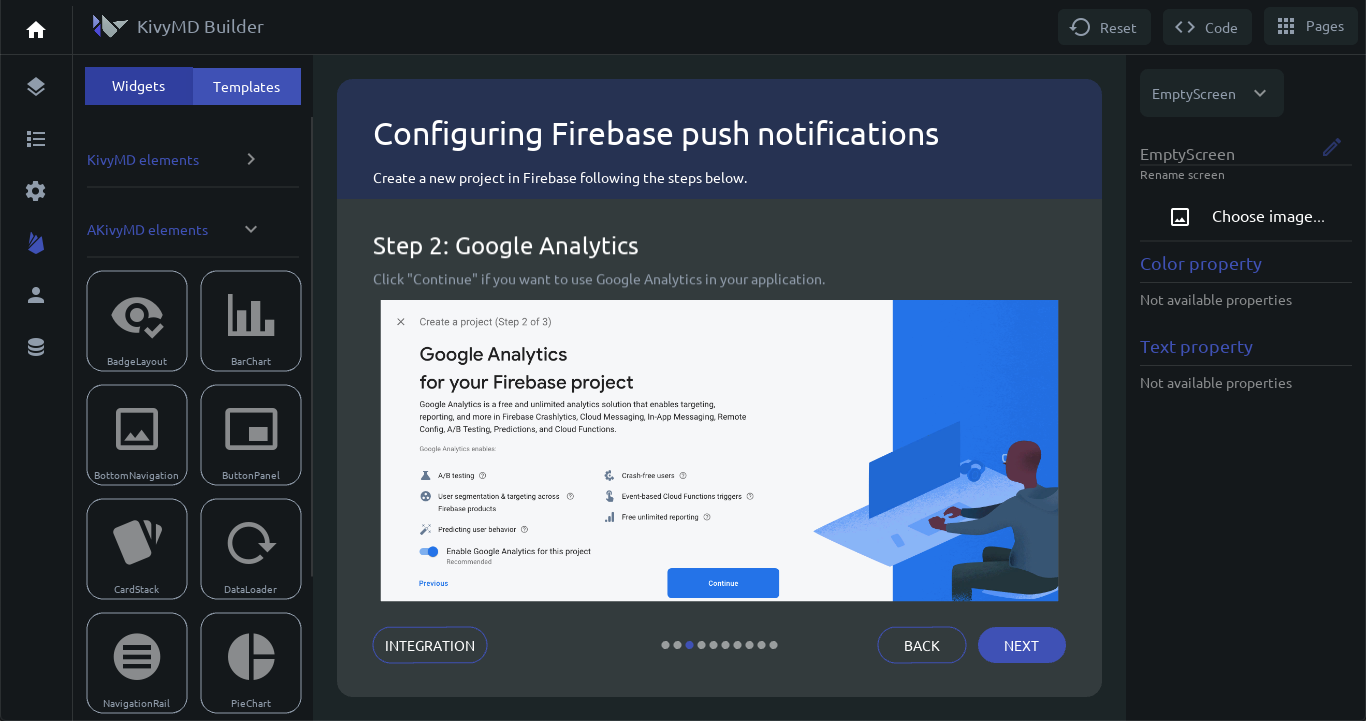 KivyMD Builder
Reset
Code
Pages
Widgets
Templates
KivyMD elements
AKivyMD elements
BadgeLayout
BarChart
BottomNavigation
ButtonPanel
CardStack
DataLoader
NavigationRail
PieChart
Configuring Firebase push notifications
Create a new project in Firebase following the steps below.
Step 2: Google Analytics
Click "Continue" if you want to use Google Analytics in your application.
Create a project (Step 2 of 3)
Google Analytics
for your Firebase project
Google Analytics is a free and unlimited analytics solution that enables targeting,
reporting, and more in Firebase Crashlytics, Cloud Messaging, In-App Messaging, Remote
Config, A/B Testing, Predictions, and Cloud Functions.
Google Analytics enables:
A/B testing
User segmentation & targeting across
Firebase products
Predicting user behavior
Crash-free users
Event-based Cloud Functions triggers
Free unlimited reporting
Enable Google Analytics for this project
Recommended
Previous
Continue
INTEGRATION
BACK
NEXT
EmptyScreen
EmptyScreen
Rename screen
Choose image...
Color property
Not available properties
Text property
Not available properties